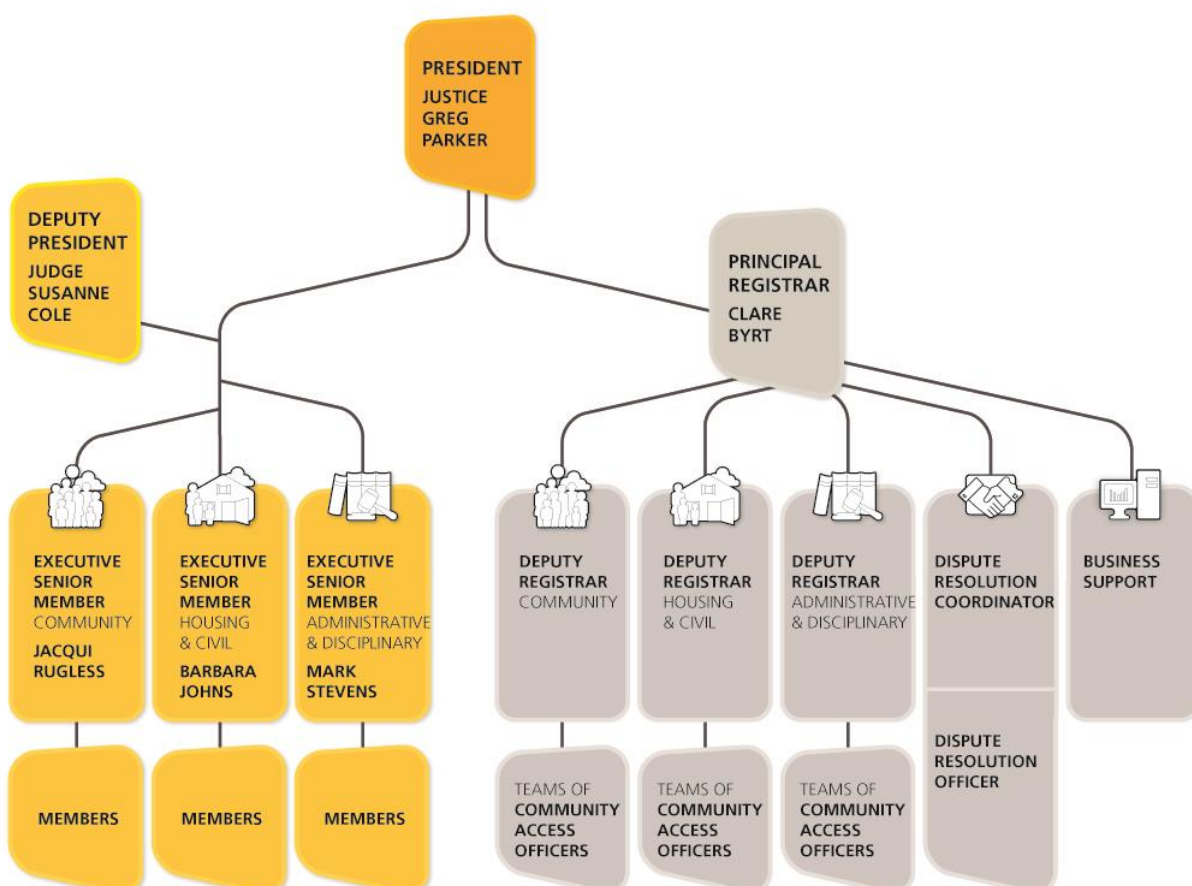 PRESIDENT
JUSTICE
GREG
PARKER
DEPUTY
PRESIDENT
JUDGE
SUSANNE
COLE
PRINCIPAL
REGISTRAR
CLARE
BYRT
EXECUTIVE
SENIOR
MEMBER
COMMUNITY
JACQUI
RUGLESS
EXECUTIVE
SENIOR
MEMBER
HOUSING
& CIVIL
BARBARA
JOHNS
EXECUTIVE
SENIOR
MEMBER
ADMINISTRATIVE
& DISCIPLINARY
MARK
STEVENS
DEPUTY
REGISTRAR
COMMUNITY
DEPUTY
REGISTRAR
HOUSING
& CIVIL
DEPUTY
REGISTRAR
ADMINISTRATIVE
& DISCIPLINARY
DISPUTE
RESOLUTION
COORDINATOR
BUSINESS
SUPPORT
MEMBERS
MEMBERS
MEMBERS
TEAMS OF
COMMUNITY
ACCESS
OFFICERS
TEAMS OF
COMMUNITY
ACCESS
OFFICERS
TEAMS OF
COMMUNITY
ACCESS
OFFICERS
DISPUTE
RESOLUTION
OFFICER